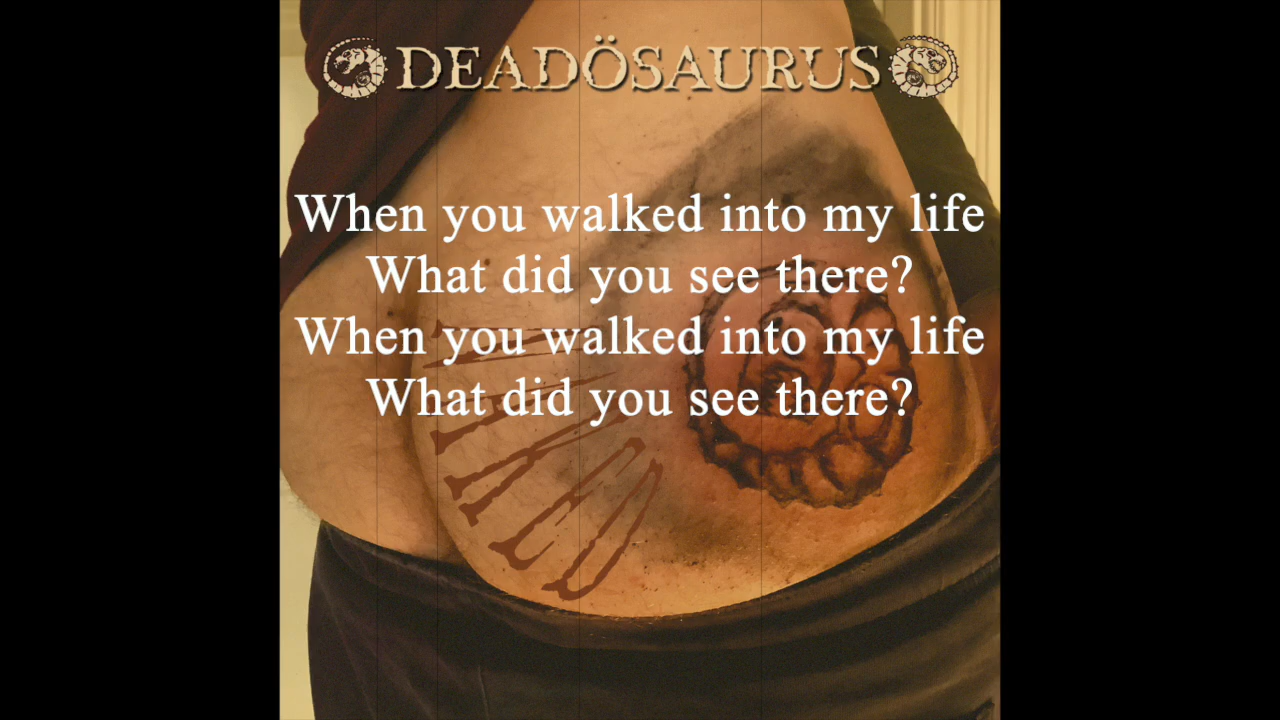 DEADÖSAURUS
When you walked into my life
What did you see there?
When you walked into my life
What did you see there?